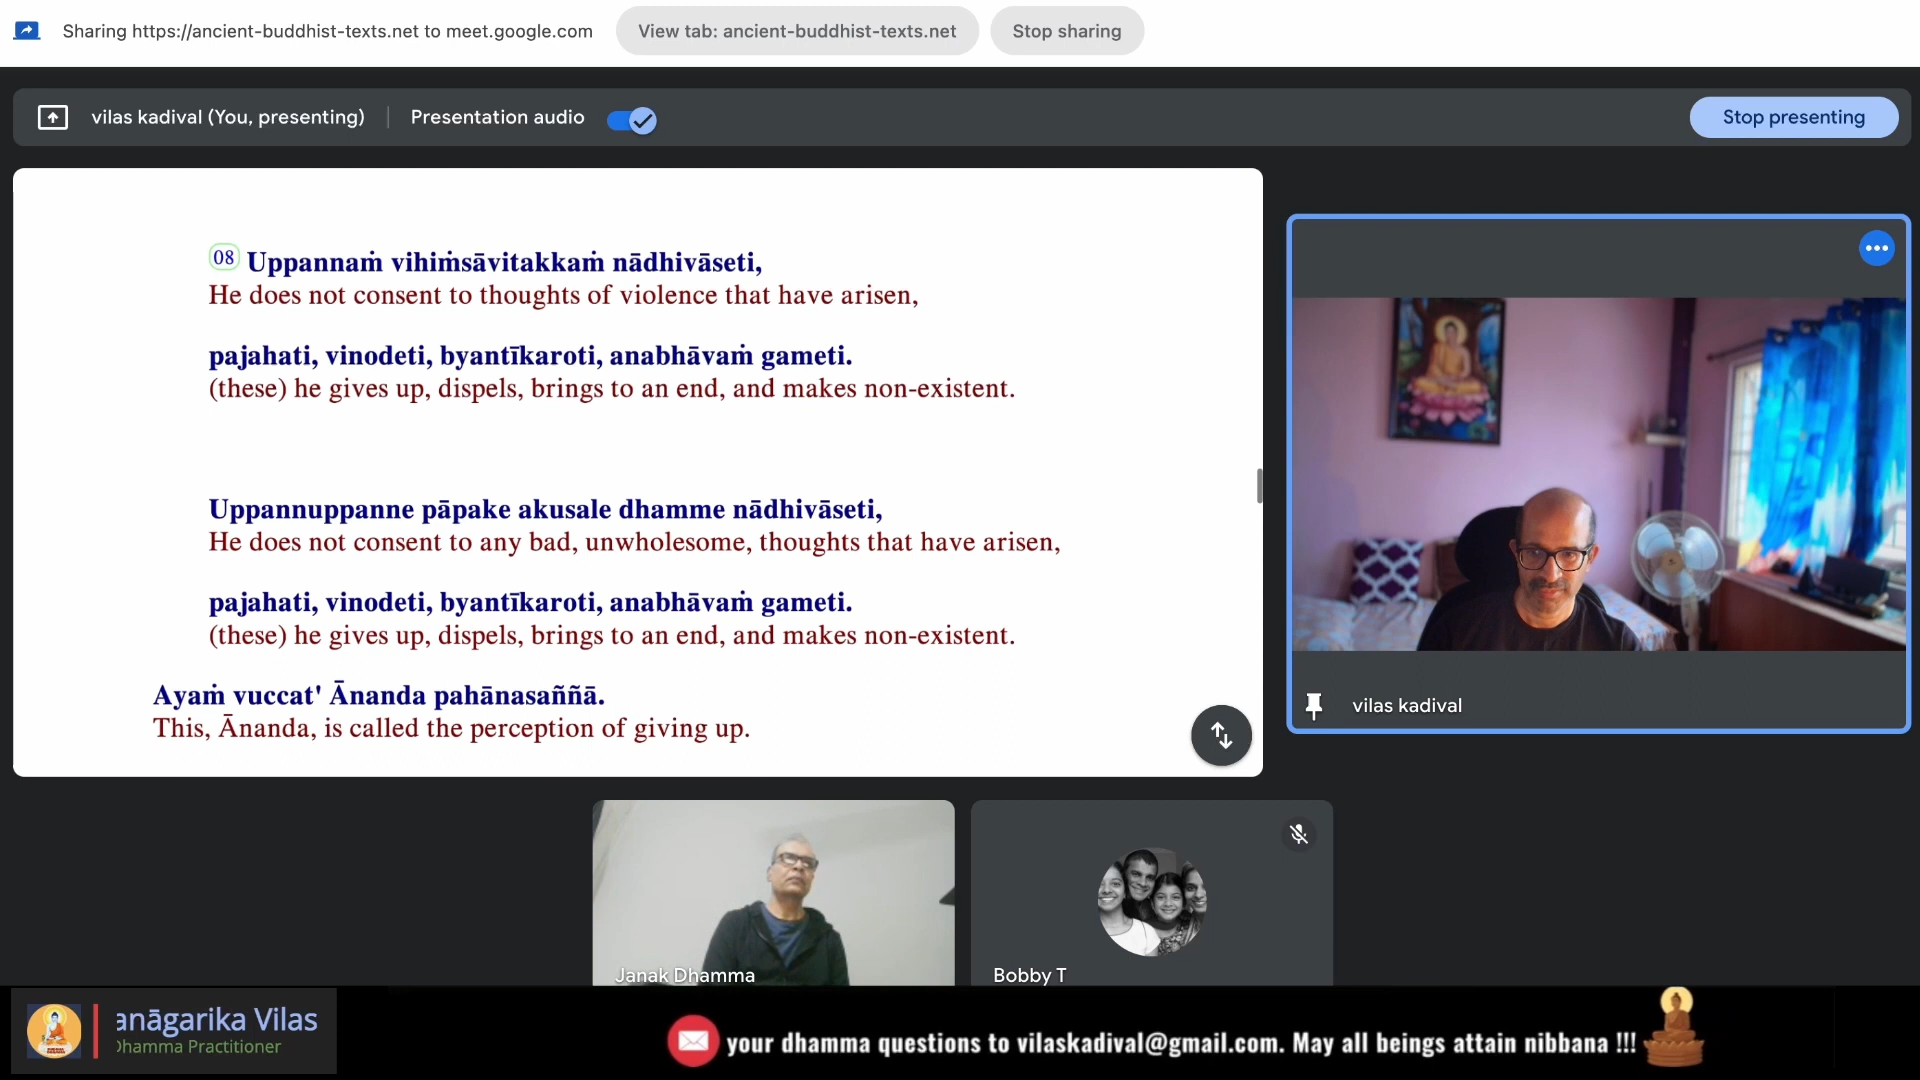 Sharing https://ancient-buddhist-texts.net to meet.google.com
View tab: ancient-buddhist-texts.net
Stop sharing
vilas kadival (You, presenting)
Presentation audio
Stop presenting
08 Uppannaṁ vihiṁsāvitakkaṁ nādhivāseti,
He does not consent to thoughts of violence that have arisen,
pajahati, vinodeti, byantīkaroti, anabhāvaṁ gameti.
(these) he gives up, dispels, brings to an end, and makes non-existent.
Uppannuppanne pāpake akusale dhamme nādhivāseti,
He does not consent to any bad, unwholesome, thoughts that have arisen,
pajahati, vinodeti, byantīkaroti, anabhāvaṁ gameti.
(these) he gives up, dispels, brings to an end, and makes non-existent.
Ayaṁ vuccat' Ānanda pahānasaññā.
This, Ānanda, is called the perception of giving up.
vilas kadival
Janak Dhamma
Bobby T
anāgarika Vilas
Dhamma Practitioner
your dhamma questions to vilaskadival@gmail.com. May all beings attain nibbana !!!